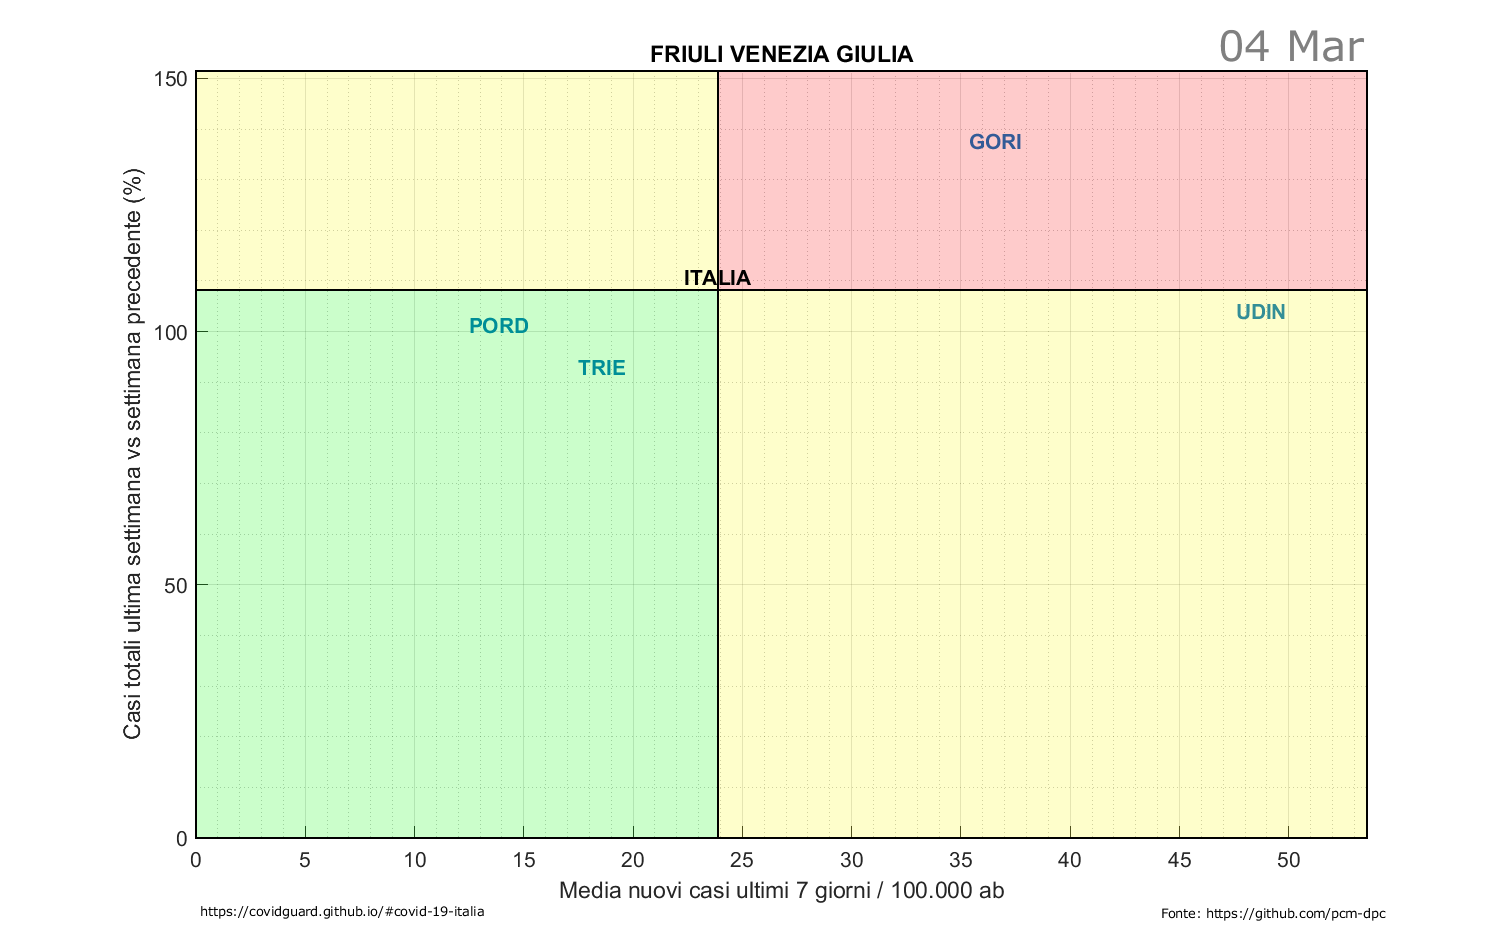 FRIULI VENEZIA GIULIA
04 Mar
150
100
50
0
Casi totali ultima settimana vs settimana precedente (%)
GORI
ITALIA
UDIN
PORD
TRIE
0 5 10 15 20 25 30 35 40 45 50
Media nuovi casi ultimi 7 giorni / 100.000 ab
https://covidguard.github.io/#covid-19-italia
Fonte: https://github.com/pcm-dpc